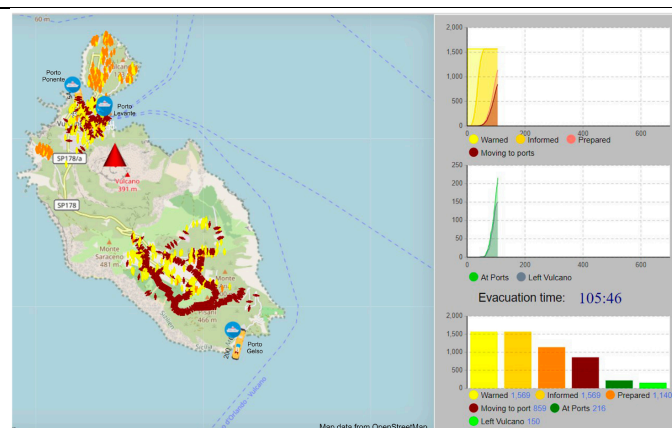 Porto
Ponente
Porto
Levante
SP178/a
Vulcano
391 m
SP178
Monte
Saraceno
481 m
Monte
466 m
Porto
Gelso
d'Orlando - Vulcano
Map data from OpenStreetMap
2,000
1,500
1,000
500
0
0 200 400 600
Warned Informed Prepared
Moving to ports
250
200
150
100
50
0
0 200 400 600
At Ports Left Vulcano
Evacuation time: 105:46
2,000
1,500
1,000
500
0
Warned 1,569 Informed 1,569 Prepared 1,140
Moving to port 859 At Ports 216
Left Vulcano 150